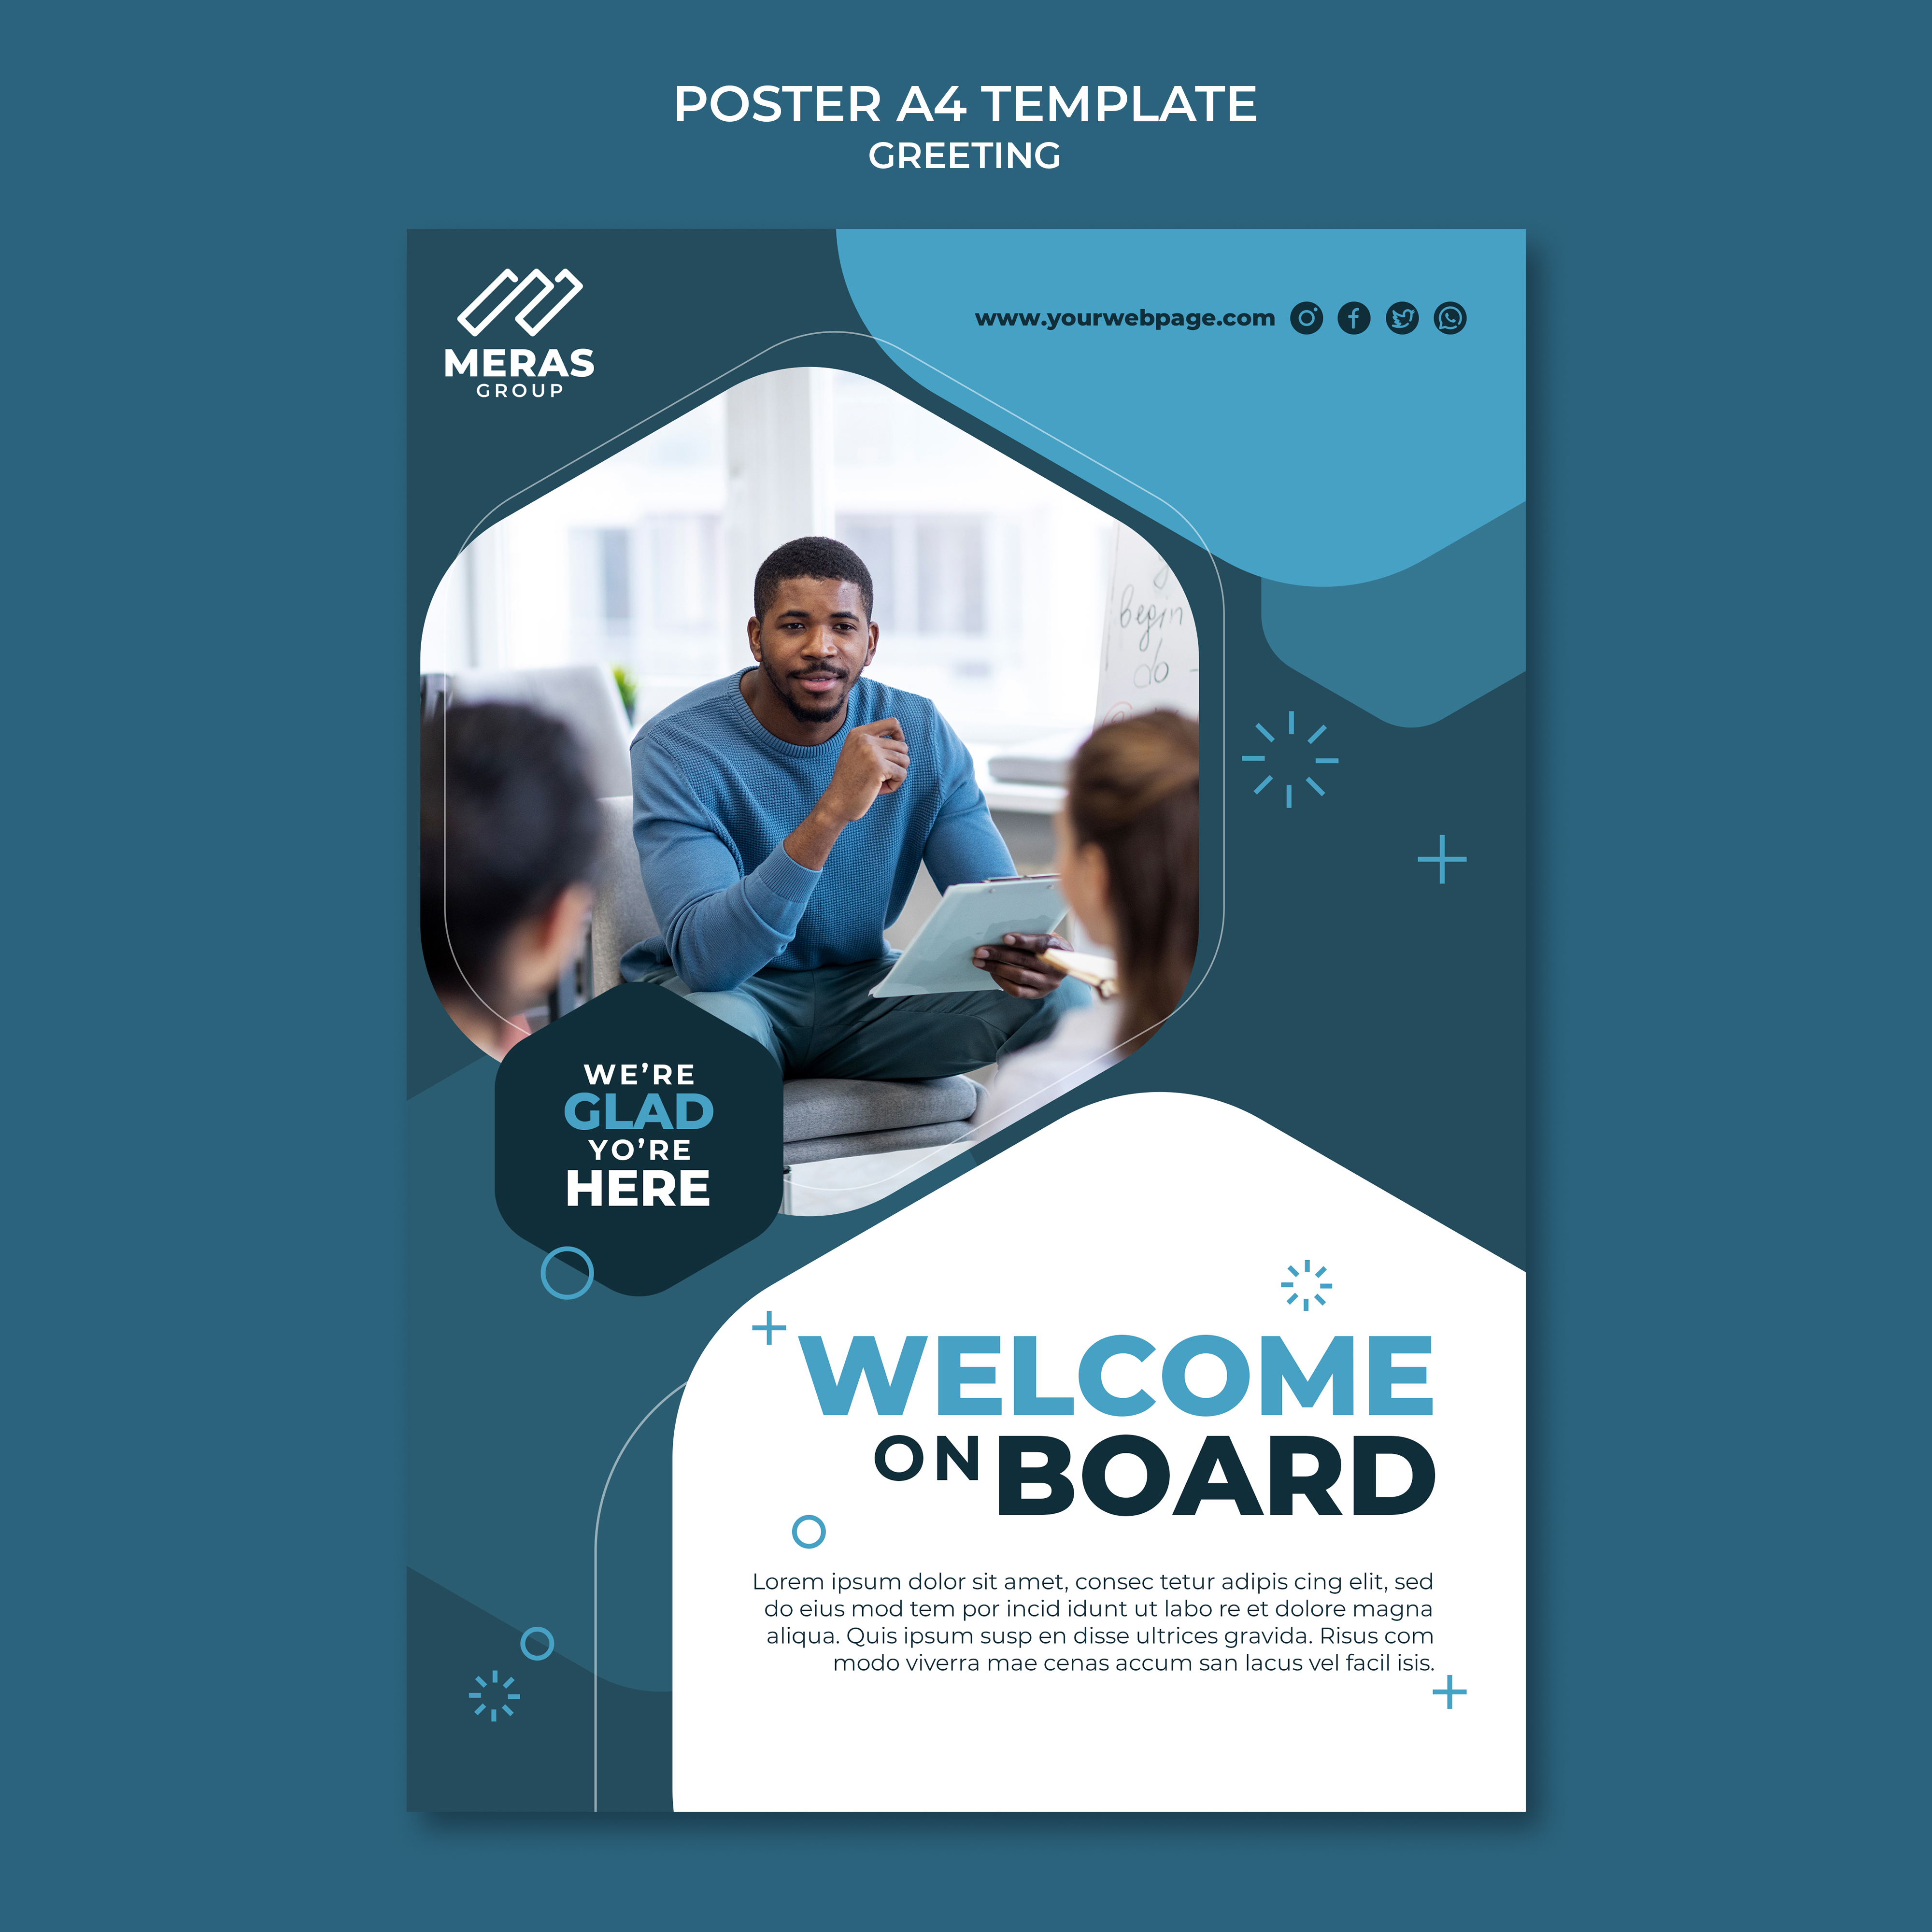 POSTER A4 TEMPLATE
GREETING
MERAS
GROUP
www.yourwebpage.com
Begin
do -
WE'RE
GLAD
YO'RE
HERE
WELCOME
ON BOARD
Lorem ipsum dolor sit amet, consec tetur adipis cing elit, sed
do eius mod tem por incid idunt ut labo re et dolore magna
aliqua. Quis ipsum susp en disse ultrices gravida. Risus com
modo viverra mae cenas accum san lacus vel facil isis.